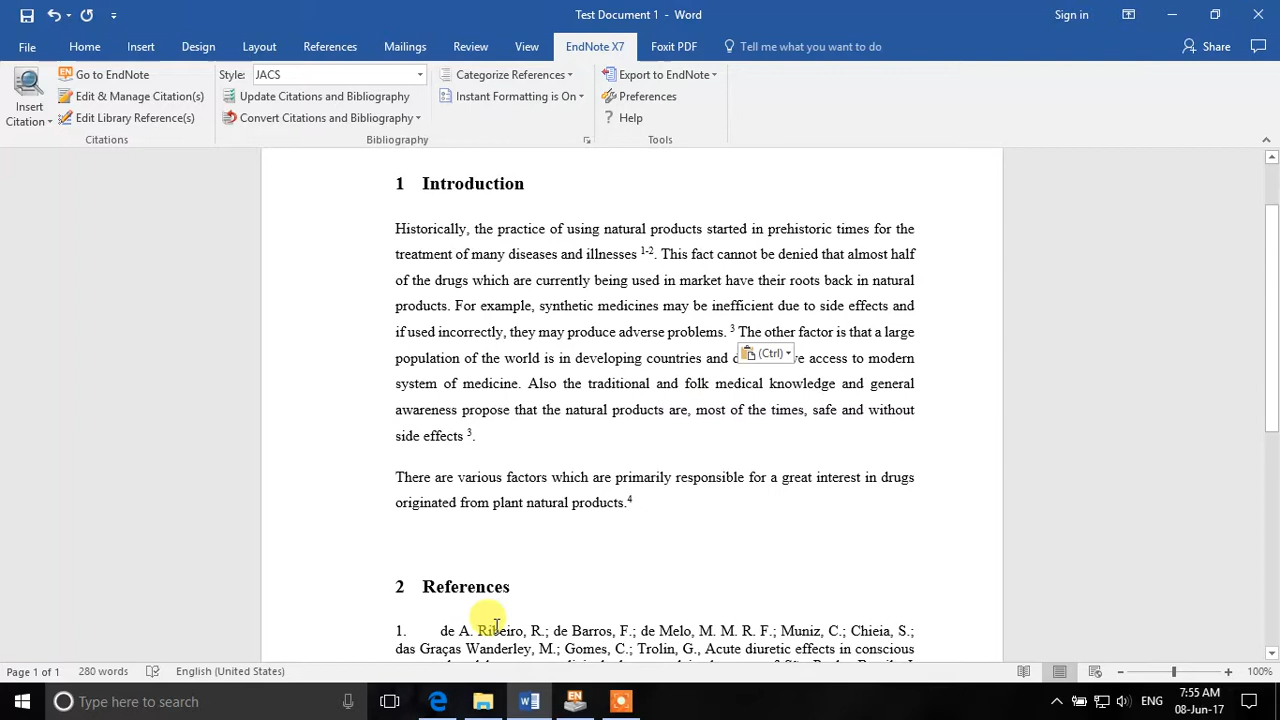 Test Document 1 - Word
Sign in
File
Home
Insert
Design
Layout
References
Mailings
Review
View
EndNote X7
Foxit PDF
Tell me what you want to do
Share
Insert
Citation
EN
Go to EndNote
Edit & Manage Citation(s)
Edit Library Reference(s)
Citations
Style:
JACS
Update Citations and Bibliography
Convert Citations and Bibliography
Categorize References
Instant Formatting is On
Bibliography
Export to EndNote
Preferences
? Help
Tools
1 Introduction
Historically, the practice of using natural products started in prehistoric times for the
treatment of many diseases and illnesses 1-2. This fact cannot be denied that almost half
of the drugs which are currently being used in market have their roots back in natural
products. For example, synthetic medicines may be inefficient due to side effects and
if used incorrectly, they may produce adverse problems. 3 The other factor is that a large
population of the world is in developing countries and access to modern
(Ctrl)
system of medicine. Also the traditional and folk medical knowledge and general
awareness propose that the natural products are, most of the times, safe and without
side effects 3.
There are various factors which are primarily responsible for a great interest in drugs
originated from plant natural products.4
2 References
1. de A. Ribeiro, R.; de Barros, F.; de Melo, M. M. R. F.; Muniz, C.; Chieia, S.;
das Graças Wanderley, M.; Gomes, C.; Trolin, G., Acute diuretic effects in conscious
Page 1 of 1
280 words
English (United States)
100%
Type here to search
EN
ENG
7:55 AM
08-Jun-17